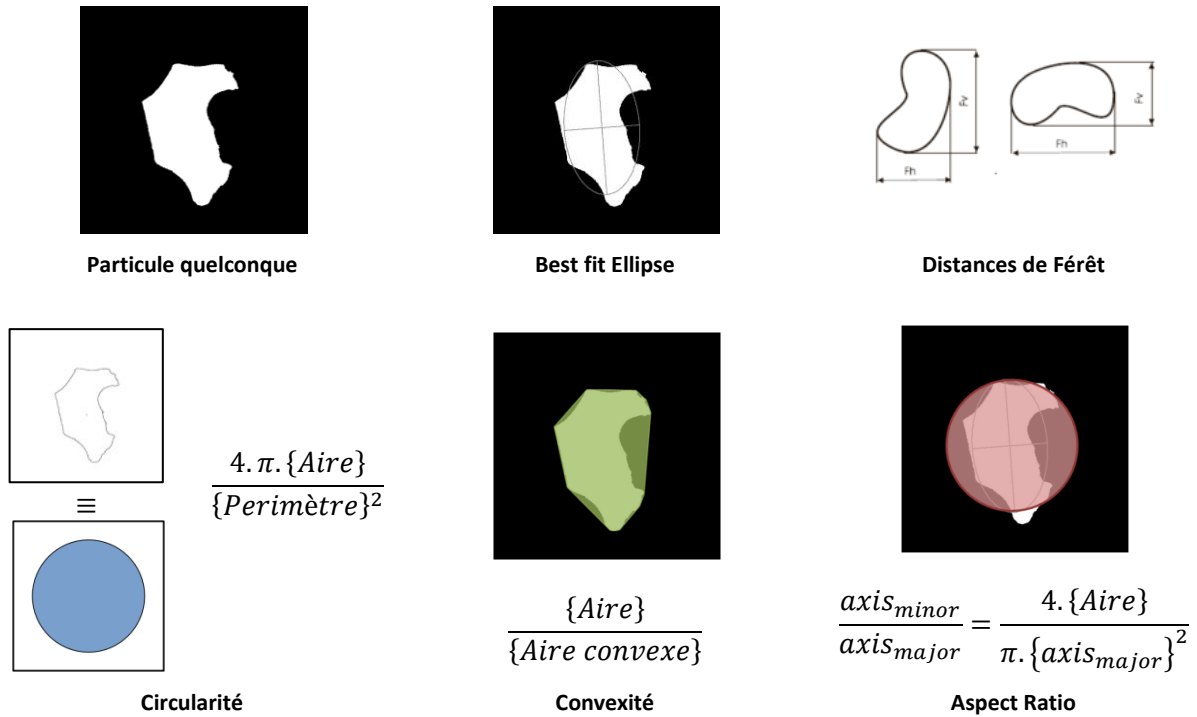 Particule quelconque
Best fit Ellipse
Fv
Fh
Fv
Fh
Distances de Férêt
≡
4. π. {Aire}
{Perimètre}²
Circularité
{Aire}
{Aire convexe}
Convexité
axis_minor / axis_major = 4. {Aire} / π. {axis_major}²
Aspect Ratio